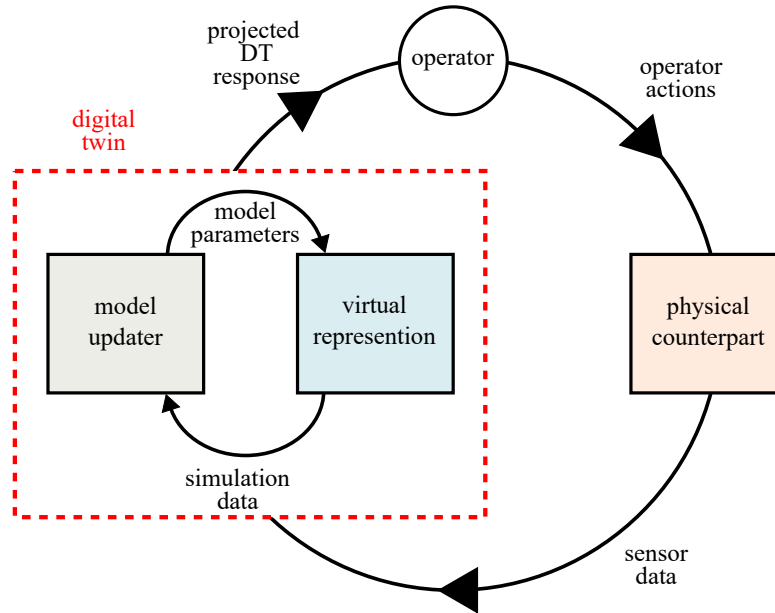 projected
DT
response
operator
operator
actions
digital
twin
model
parameters
model
updater
virtual
represention
physical
counterpart
simulation
data
sensor
data